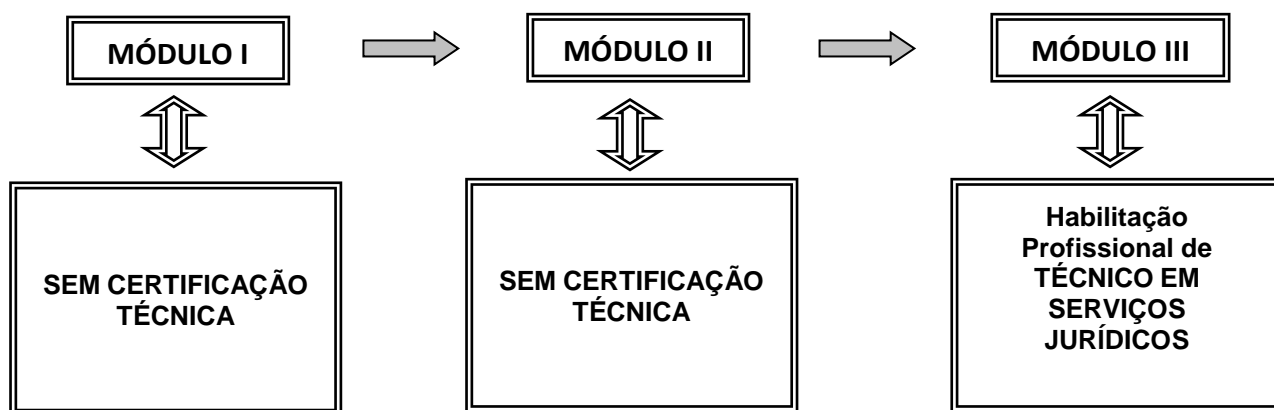 MÓDULO I
MÓDULO II
MÓDULO III
SEM CERTIFICAÇÃO
TÉCNICA
SEM CERTIFICAÇÃO
TÉCNICA
Habilitação
Profissional de
TÉCNICO EM
SERVIÇOS
JURÍDICOS